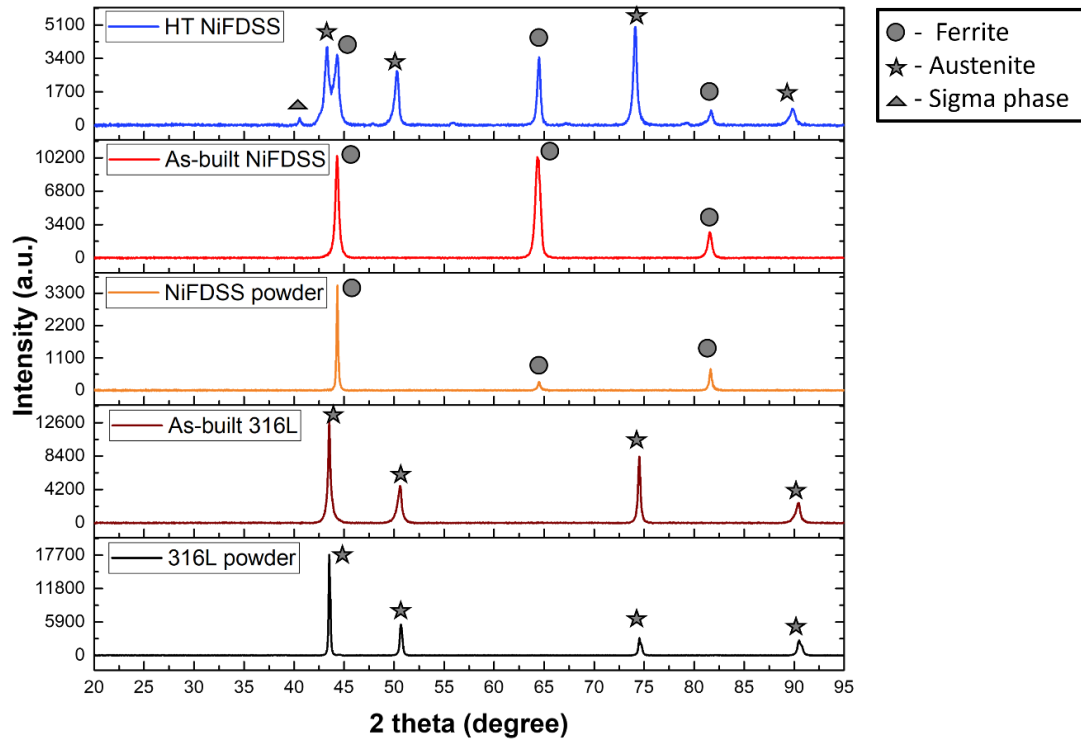 HT NiFDSS
5100
3400
1700
0
As-built NiFDSS
10200
6800
3400
0
NiFDSS powder
3300
2200
1100
0
As-built 316L
12600
8400
4200
0
316L powder
17700
11800
5900
0
20 25 30 35 40 45 50 55 60 65 70 75 80 85 90 95
2 theta (degree)
Intensity (a.u.)
- Ferrite
- Austenite
- Sigma phase